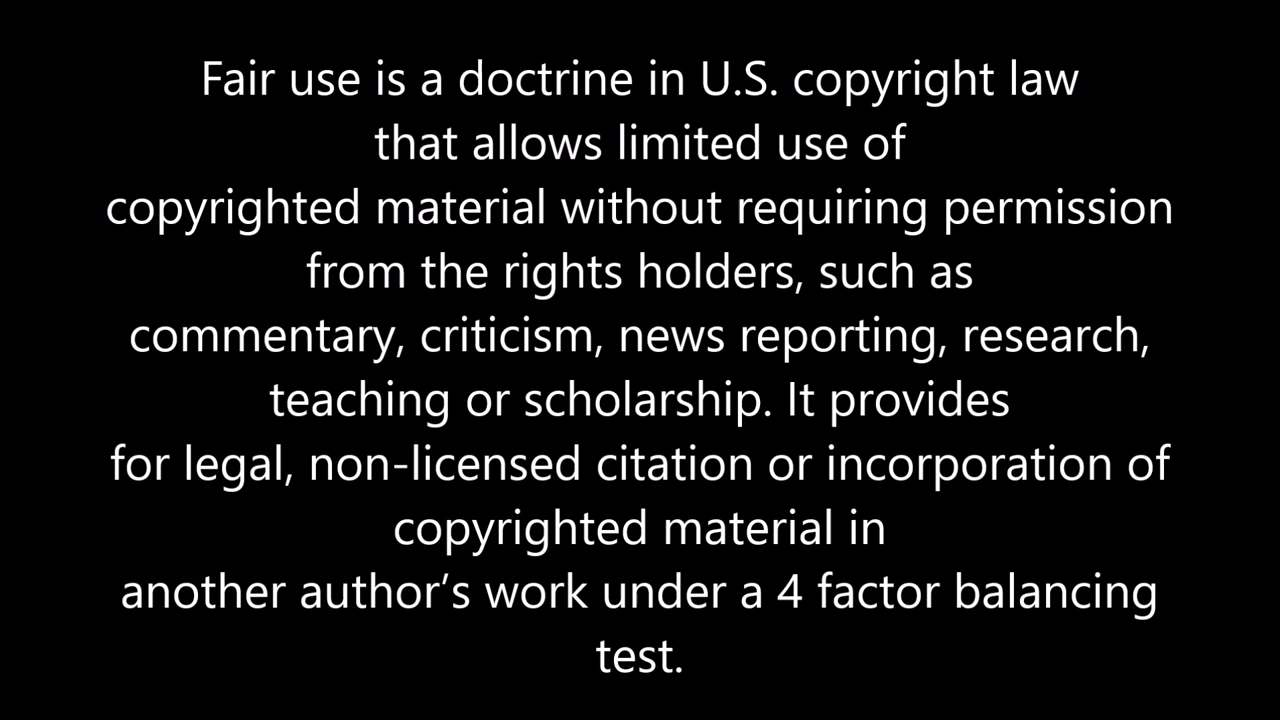 Fair use is a doctrine in U.S. copyright law
that allows limited use of
copyrighted material without requiring permission
from the rights holders, such as
commentary, criticism, news reporting, research,
teaching or scholarship. It provides
for legal, non-licensed citation or incorporation of
copyrighted material in
another author’s work under a 4 factor balancing
test.